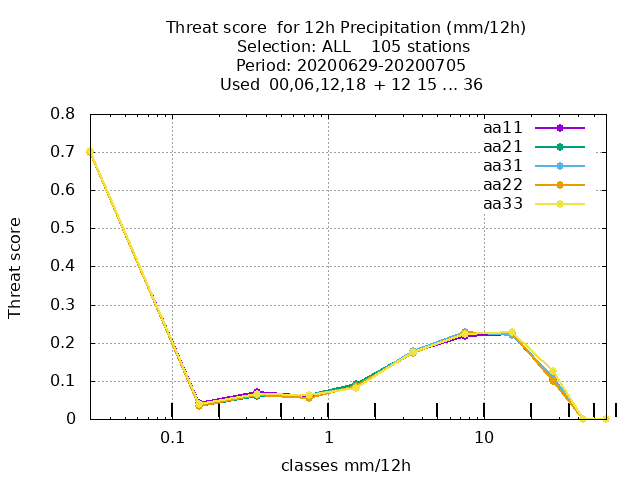 Threat score  for 12h Precipitation (mm/12h)
Selection: ALL    105 stations
Period: 20200629-20200705
Used  00,06,12,18  + 12 15 ... 36
0.8
0.7
0.6
0.5
0.4
0.3
0.2
0.1
0
Threat score
aa11
aa21
aa31
aa22
aa33
0.1 1 10
classes mm/12h